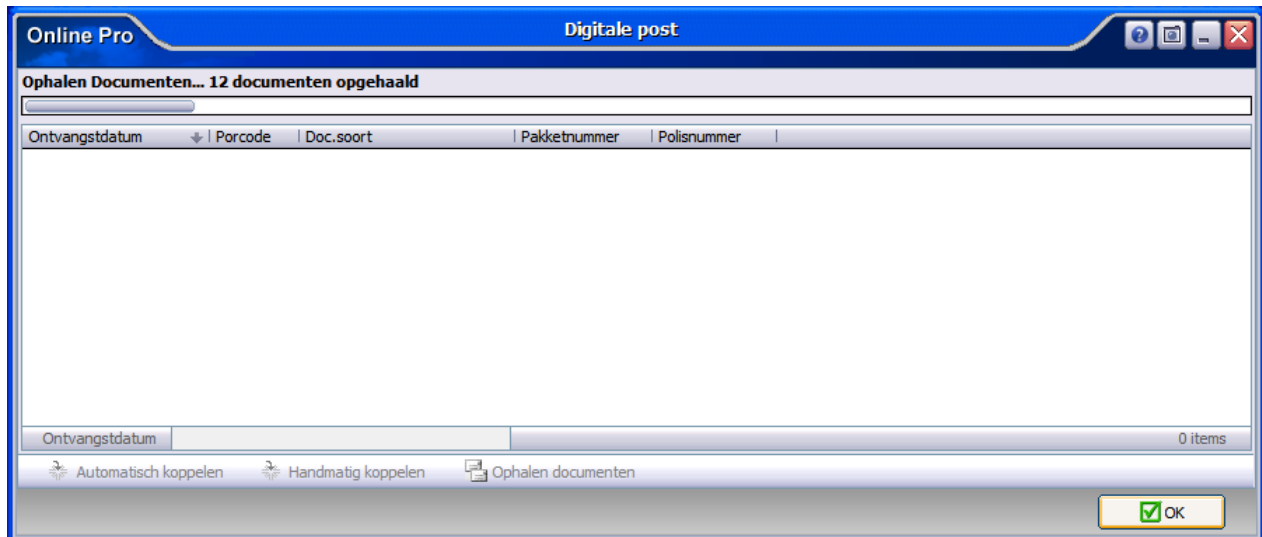 Online Pro
Digitale post
Ophalen Documenten... 12 documenten opgehaald
Ontvangstdatum Porcode Doc.soort Pakketnummer Polisnummer
Ontvangstdatum 0 items
Automatisch koppelen Handmatig koppelen Ophalen documenten
OK